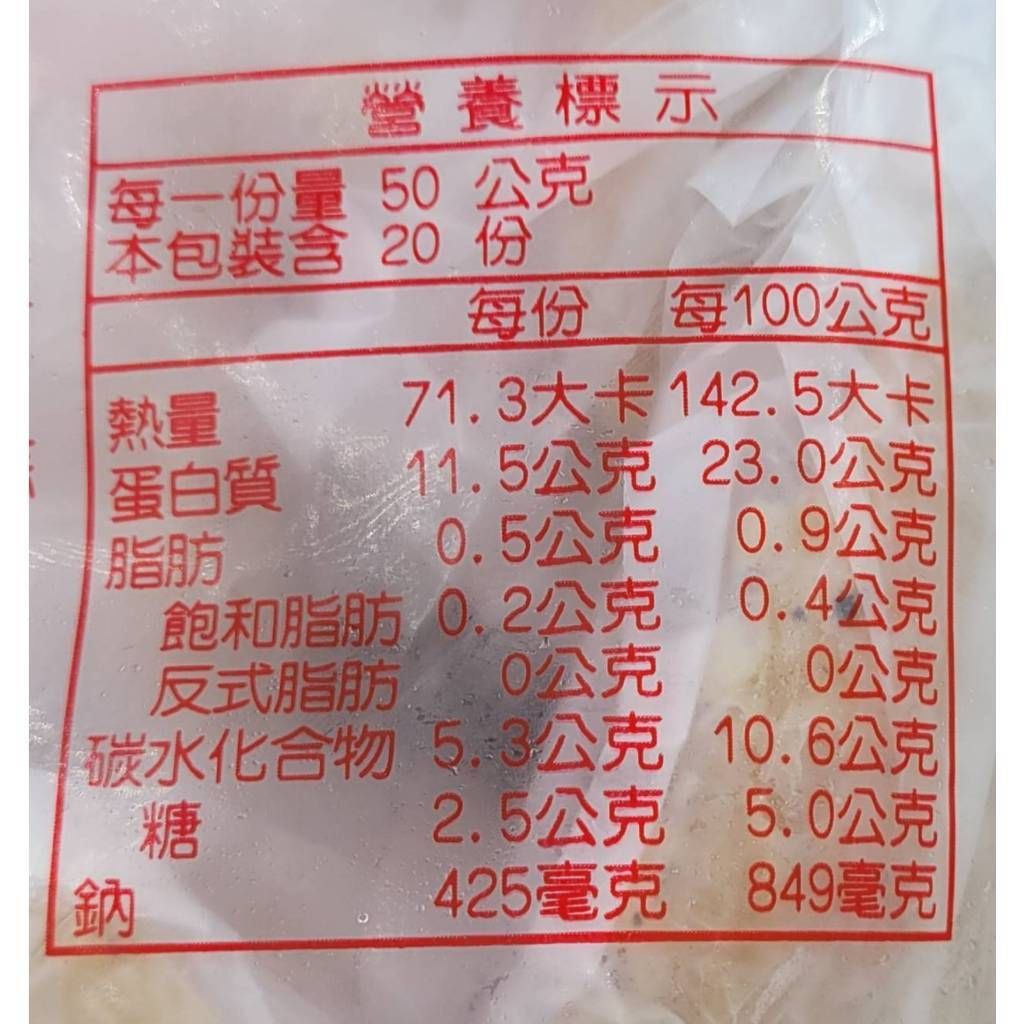 營養標示
每一份量 50 公克
本包裝含 20 份
每份 每100公克
熱量 71.3大卡 142.5大卡
蛋白質 11.5公克 23.0公克
脂肪 0.5公克 0.9公克
飽和脂肪 0.2公克 0.4公克
反式脂肪 0公克 0公克
碳水化合物 5.3公克 10.6公克
糖 2.5公克 5.0公克
鈉 425毫克 849毫克